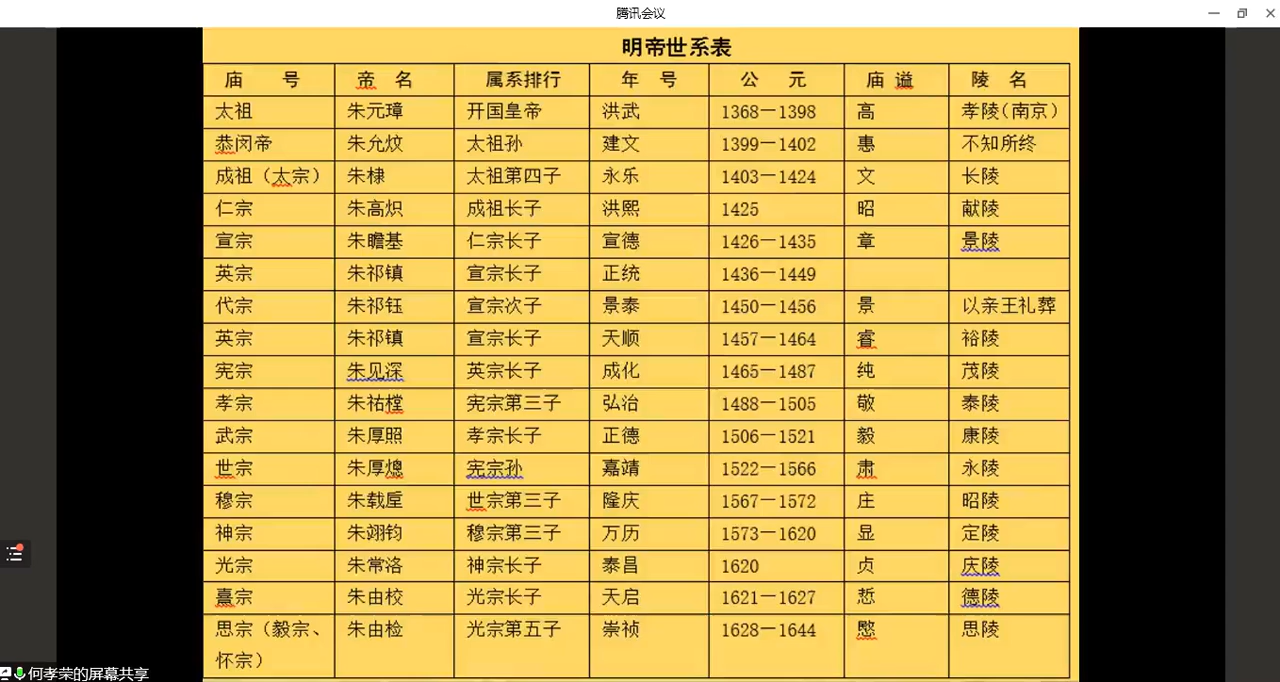 腾讯会议
明帝世系表
庙 号 帝 名 属系排行 年 号 公 元 庙 谥 陵 名
太祖 朱元璋 开国皇帝 洪武 1368—1398 高 孝陵（南京）
恭闵帝 朱允炆 太祖孙 建文 1399—1402 惠 不知所终
成祖（太宗） 朱棣 太祖第四子 永乐 1403—1424 文 长陵
仁宗 朱高炽 成祖长子 洪熙 1425 昭 献陵
宣宗 朱瞻基 仁宗长子 宣德 1426—1435 章 景陵
英宗 朱祁镇 宣宗长子 正统 1436—1449
代宗 朱祁钰 宣宗次子 景泰 1450—1456 景 以亲王礼葬
英宗 朱祁镇 宣宗长子 天顺 1457—1464 睿 裕陵
宪宗 朱见深 英宗长子 成化 1465—1487 纯 茂陵
孝宗 朱祐樘 宪宗第三子 弘治 1488—1505 敬 泰陵
武宗 朱厚照 孝宗长子 正德 1506—1521 毅 康陵
世宗 朱厚熜 宪宗孙 嘉靖 1522—1566 肃 永陵
穆宗 朱载垕 世宗第三子 隆庆 1567—1572 庄 昭陵
神宗 朱翊钧 穆宗第三子 万历 1573—1620 显 定陵
光宗 朱常洛 神宗长子 泰昌 1620 贞 庆陵
熹宗 朱由校 光宗长子 天启 1621—1627 悊 德陵
思宗（毅宗、 朱由检 光宗第五子 崇祯 1628—1644 愍 思陵
怀宗）
何孝荣的屏幕共享